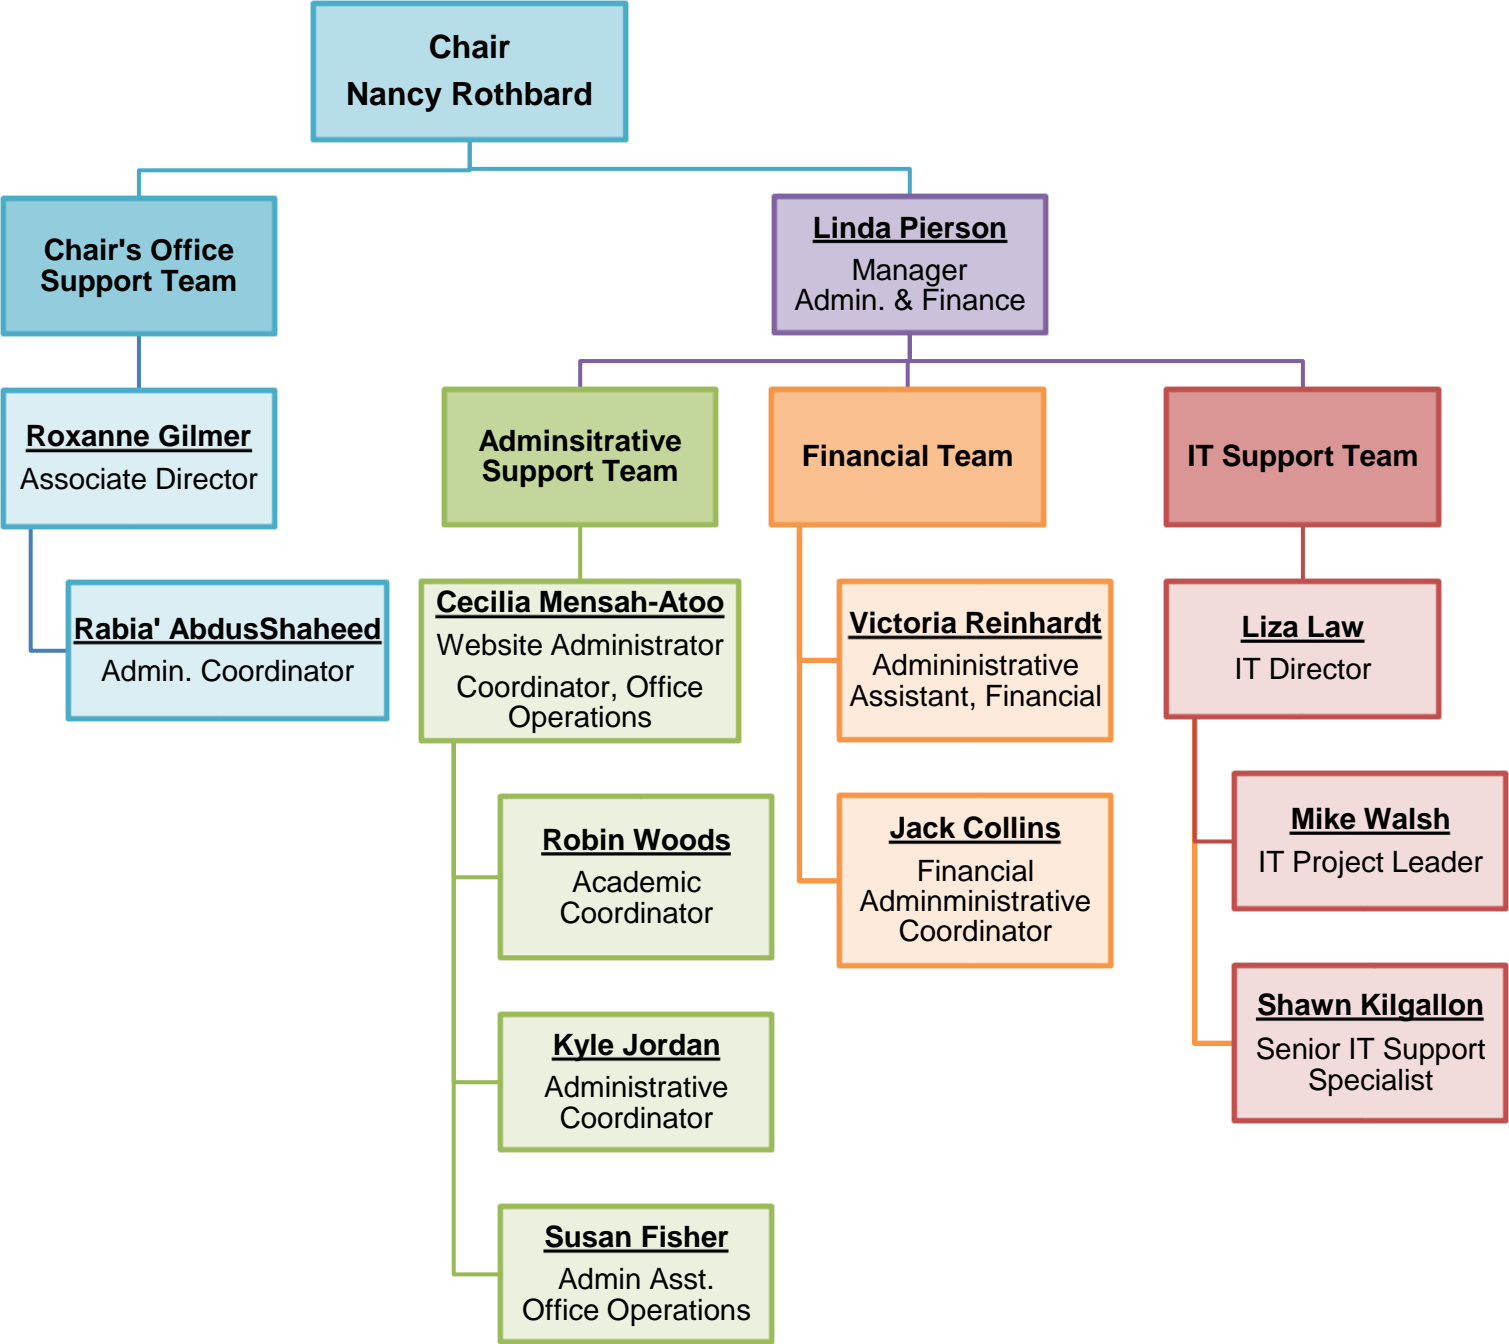 Chair
Nancy Rothbard
Chair's Office
Support Team
Linda Pierson
Manager
Admin. & Finance
Roxanne Gilmer
Associate Director
Rabia' AbdusShaheed
Admin. Coordinator
Adminsitrative
Support Team
Cecilia Mensah-Atoo
Website Administrator
Coordinator, Office
Operations
Robin Woods
Academic
Coordinator
Kyle Jordan
Administrative
Coordinator
Susan Fisher
Admin Asst.
Office Operations
Financial Team
Victoria Reinhardt
Admininistrative
Assistant, Financial
Jack Collins
Financial
Adminministrative
Coordinator
IT Support Team
Liza Law
IT Director
Mike Walsh
IT Project Leader
Shawn Kilgallon
Senior IT Support
Specialist